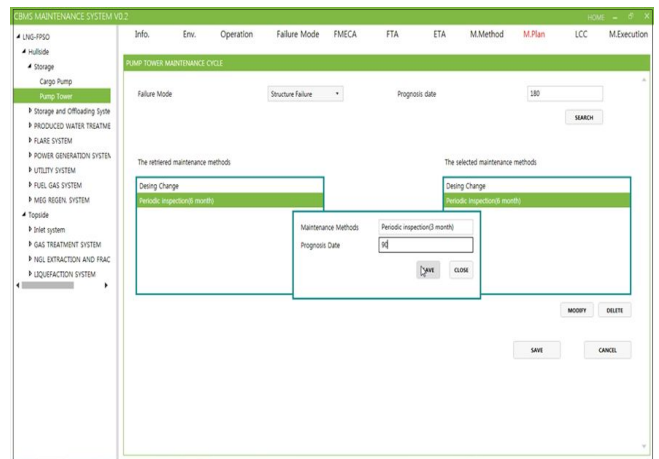 CBMS MAINTENANCE SYSTEM V0.2
HOME
LNG-FPSO
Hullside
Storage
Cargo Pump
Pump Tower
Storage and Offloading Syste
PRODUCED WATER TREATME
FLARE SYSTEM
POWER GENERATION SYSTEM
UTILITY SYSTEM
FUEL GAS SYSTEM
MEG REGEN. SYSTEM
Topside
Inlet system
GAS TREATMENT SYSTEM
NGL EXTRACTION AND FRAC
LIQUEFACTION SYSTEM
Info. Env. Operation Failure Mode FMECA FTA ETA M.Method M.Plan LCC M.Execution
PUMP TOWER MAINTENANCE CYCLE
Failure Mode Structure Failure Prognosis date 180
SEARCH
The retriered maintenance methods The selected maintenance methods
Desing Change Desing Change
Periodic inspection(6 month) Periodic inspection(6 month)
Maintenance Methods Periodic inspection(3 month)
Prognosis Date 90
SAVE CLOSE
MODIFY DELETE
SAVE CANCEL